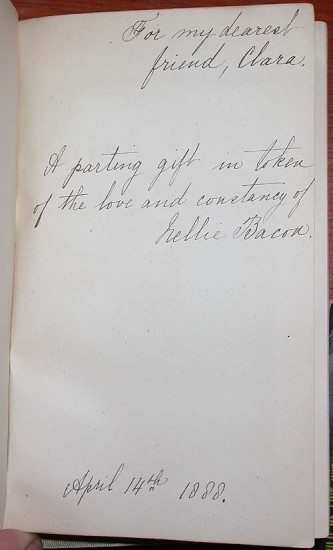 For my dearest
friend, Clara.
A parting gift in token
of the love and constancy of
Nellie Bacon.
April 14th 1888.